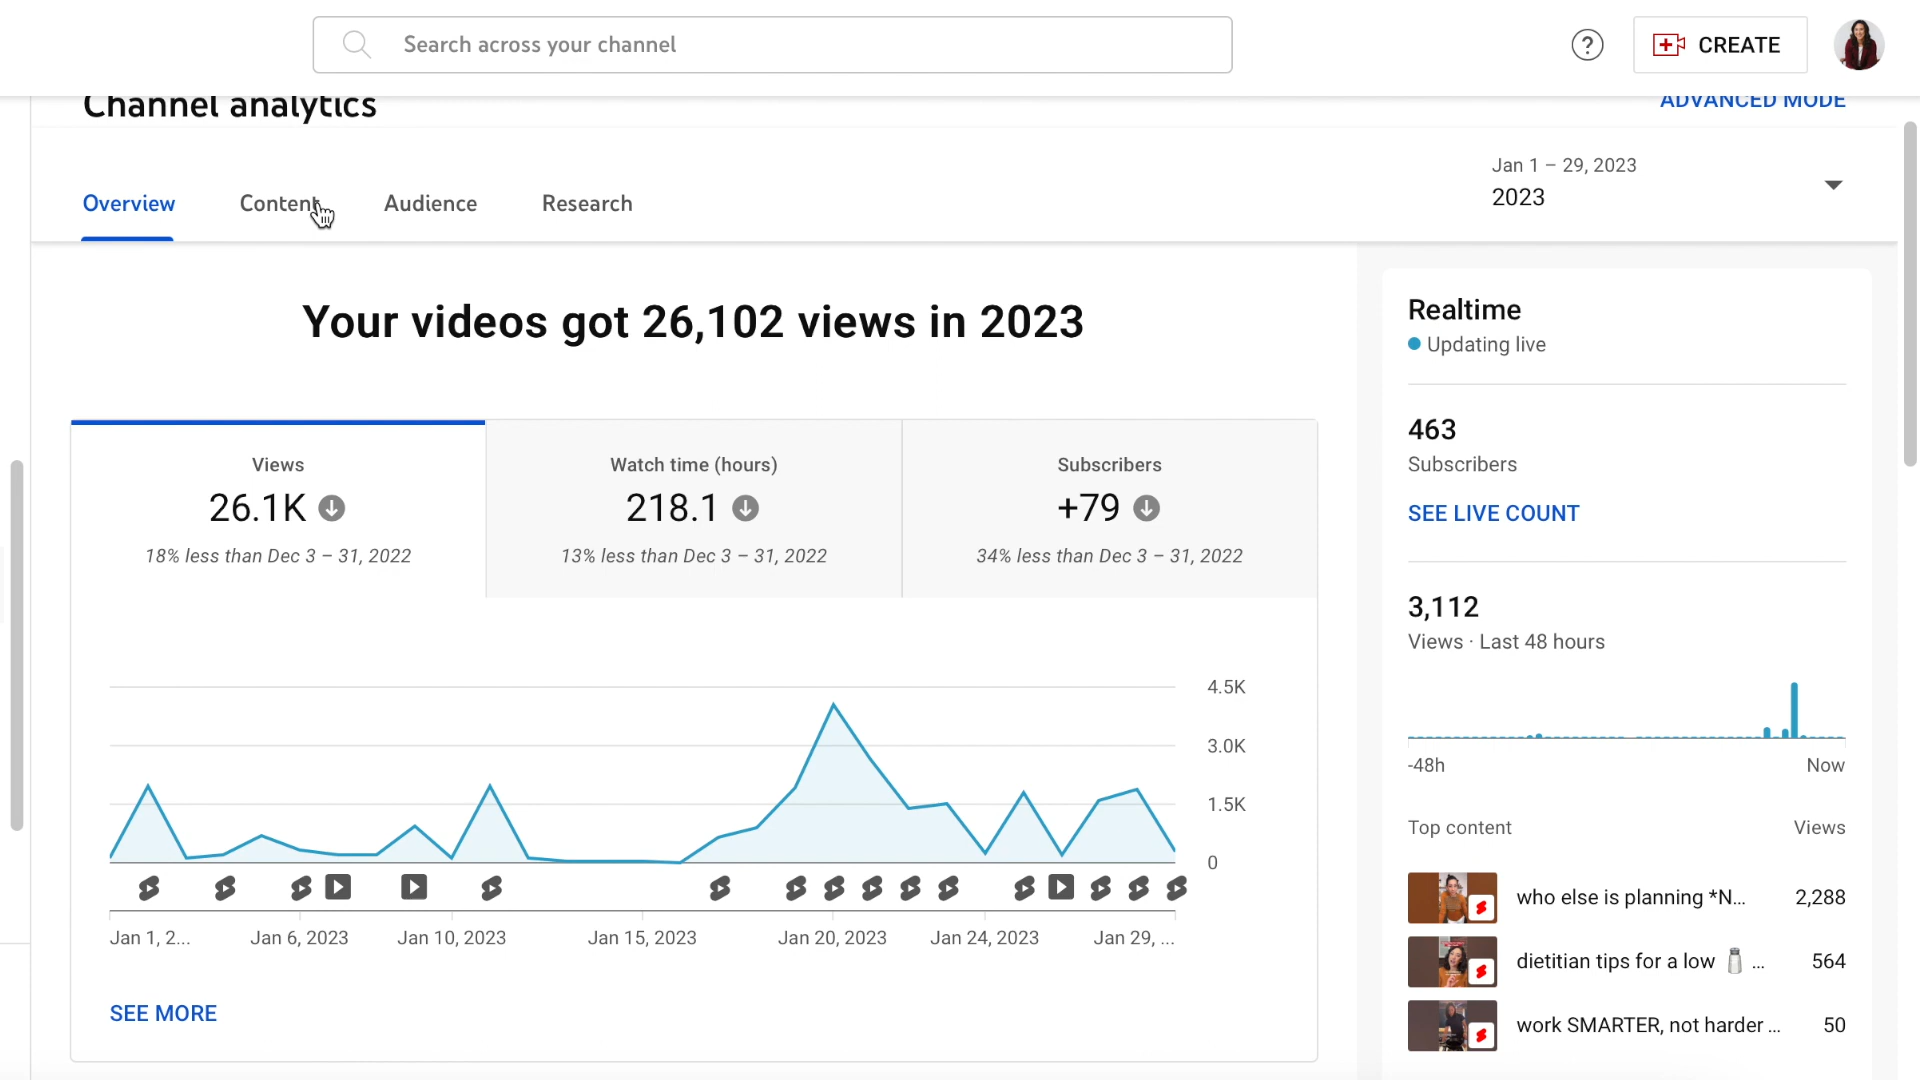 Search across your channel
?
CREATE
Channel analytics
ADVANCED MODE
Jan 1 – 29, 2023
2023
Overview
Content
Audience
Research
Your videos got 26,102 views in 2023
Views
26.1K
18% less than Dec 3 – 31, 2022
Watch time (hours)
218.1
13% less than Dec 3 – 31, 2022
Subscribers
+79
34% less than Dec 3 – 31, 2022
4.5K
3.0K
1.5K
0
Jan 1, 2...
Jan 6, 2023
Jan 10, 2023
Jan 15, 2023
Jan 20, 2023
Jan 24, 2023
Jan 29, ...
SEE MORE
Realtime
Updating live
463
Subscribers
SEE LIVE COUNT
3,112
Views · Last 48 hours
-48h
Now
Top content
Views
who else is planning *N...
2,288
dietitian tips for a low 🧂 ...
564
work SMARTER, not harder ...
50